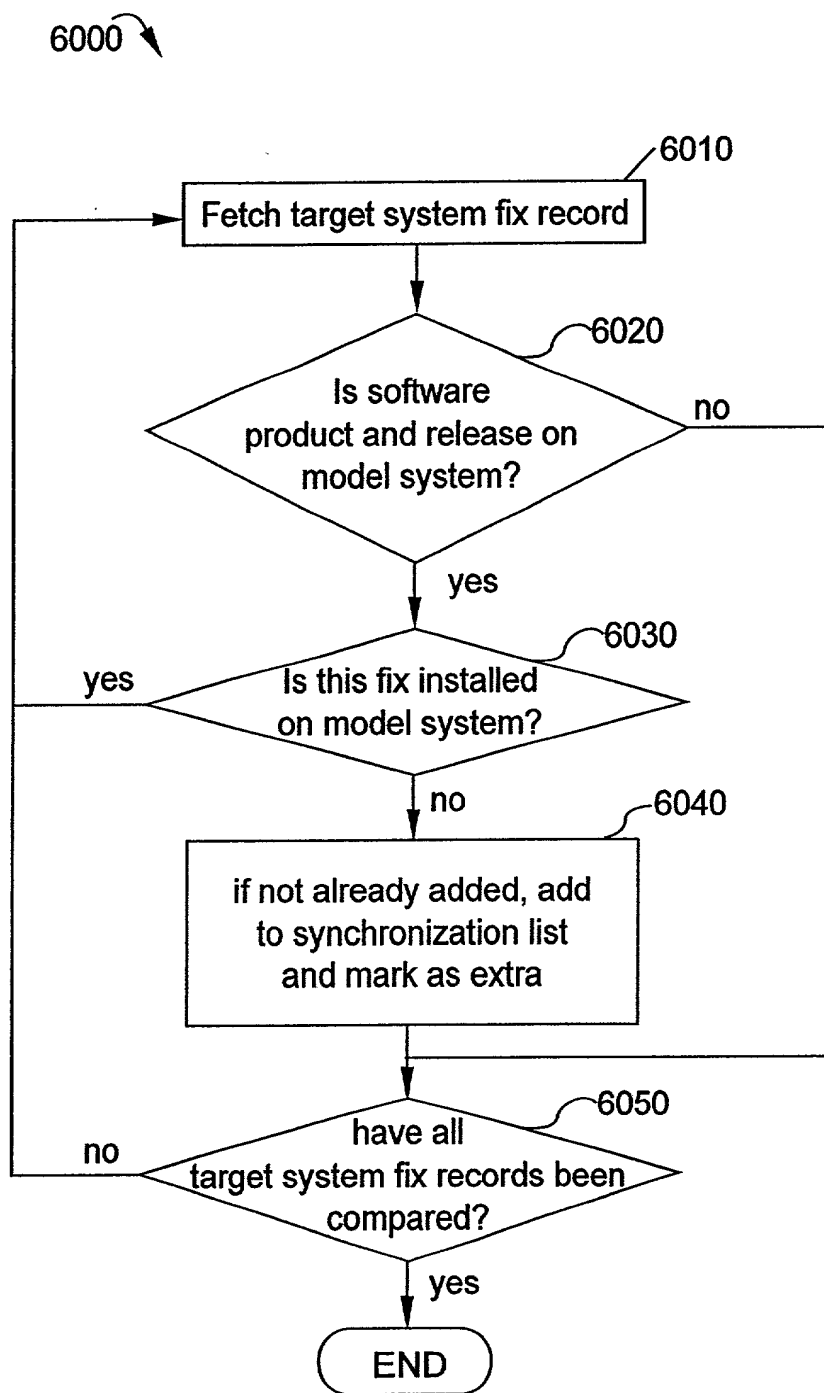 6000
6010
Fetch target system fix record
6020
Is software
product and release on
model system?
no
yes
6030
Is this fix installed
on model system?
yes
no
6040
if not already added, add
to synchronization list
and mark as extra
6050
have all
target system fix records been
compared?
no
yes
END